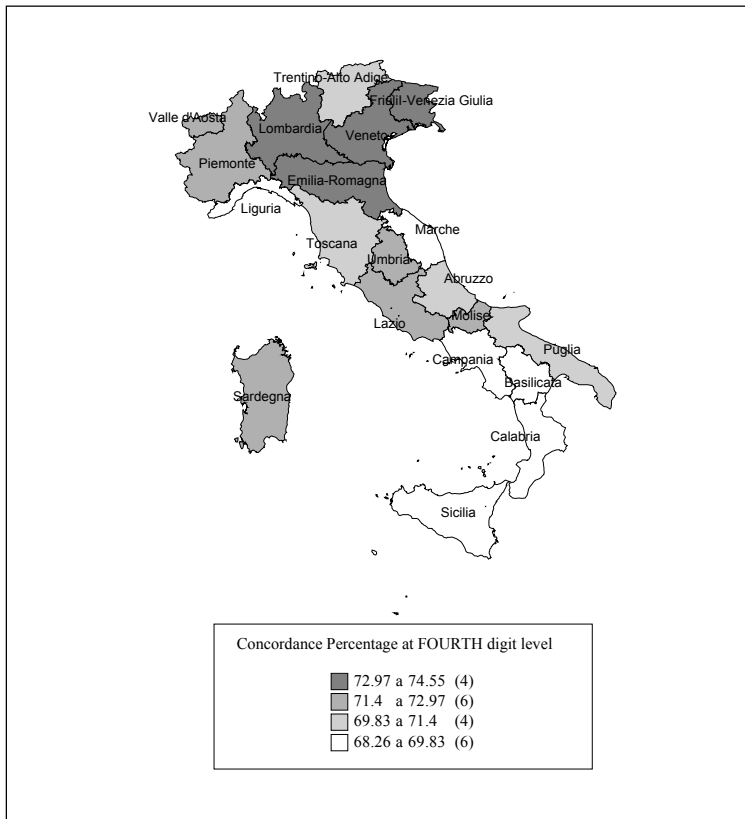 Trentino-Alto Adige
Friulil-Venezia Giulia
Valle d'Aosta
Lombardia
Veneto
Piemonte
Emilia-Romagna
Liguria
Marche
Toscana
Umbria
Abruzzo
Lazio
Molise
Puglia
Campania
Basilicata
Sardegna
Calabria
Sicilia
Concordance Percentage at FOURTH digit level
72.97 a 74.55 (4)
71.4 a 72.97 (6)
69.83 a 71.4 (4)
68.26 a 69.83 (6)